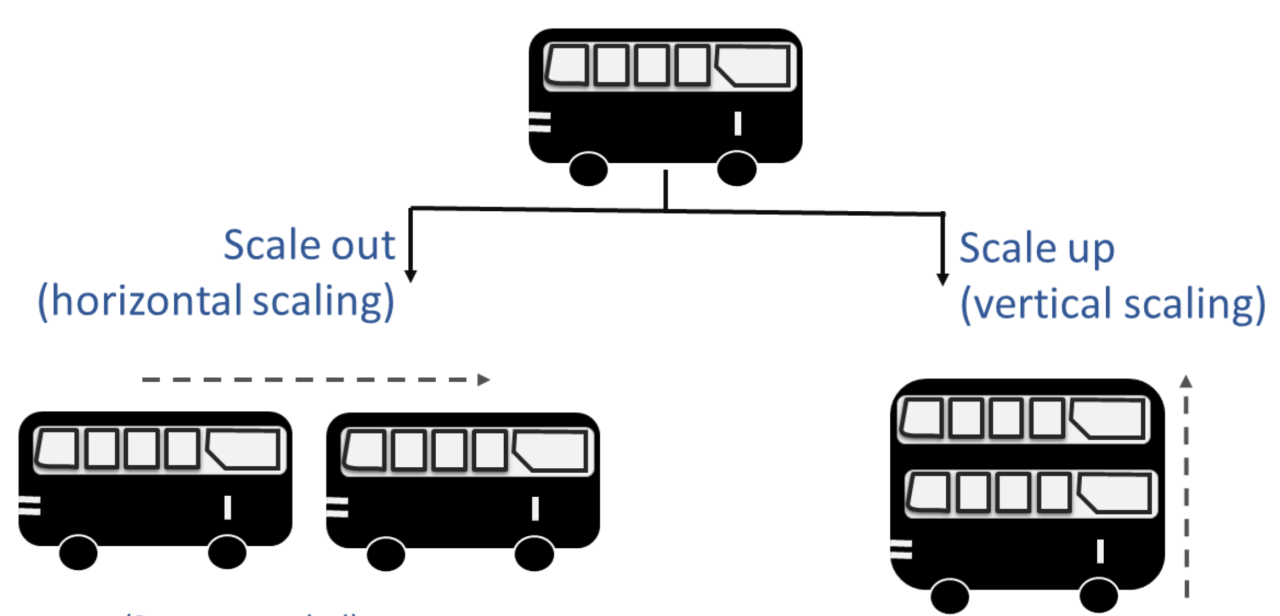 Scale out
(horizontal scaling)
Scale up
(vertical scaling)